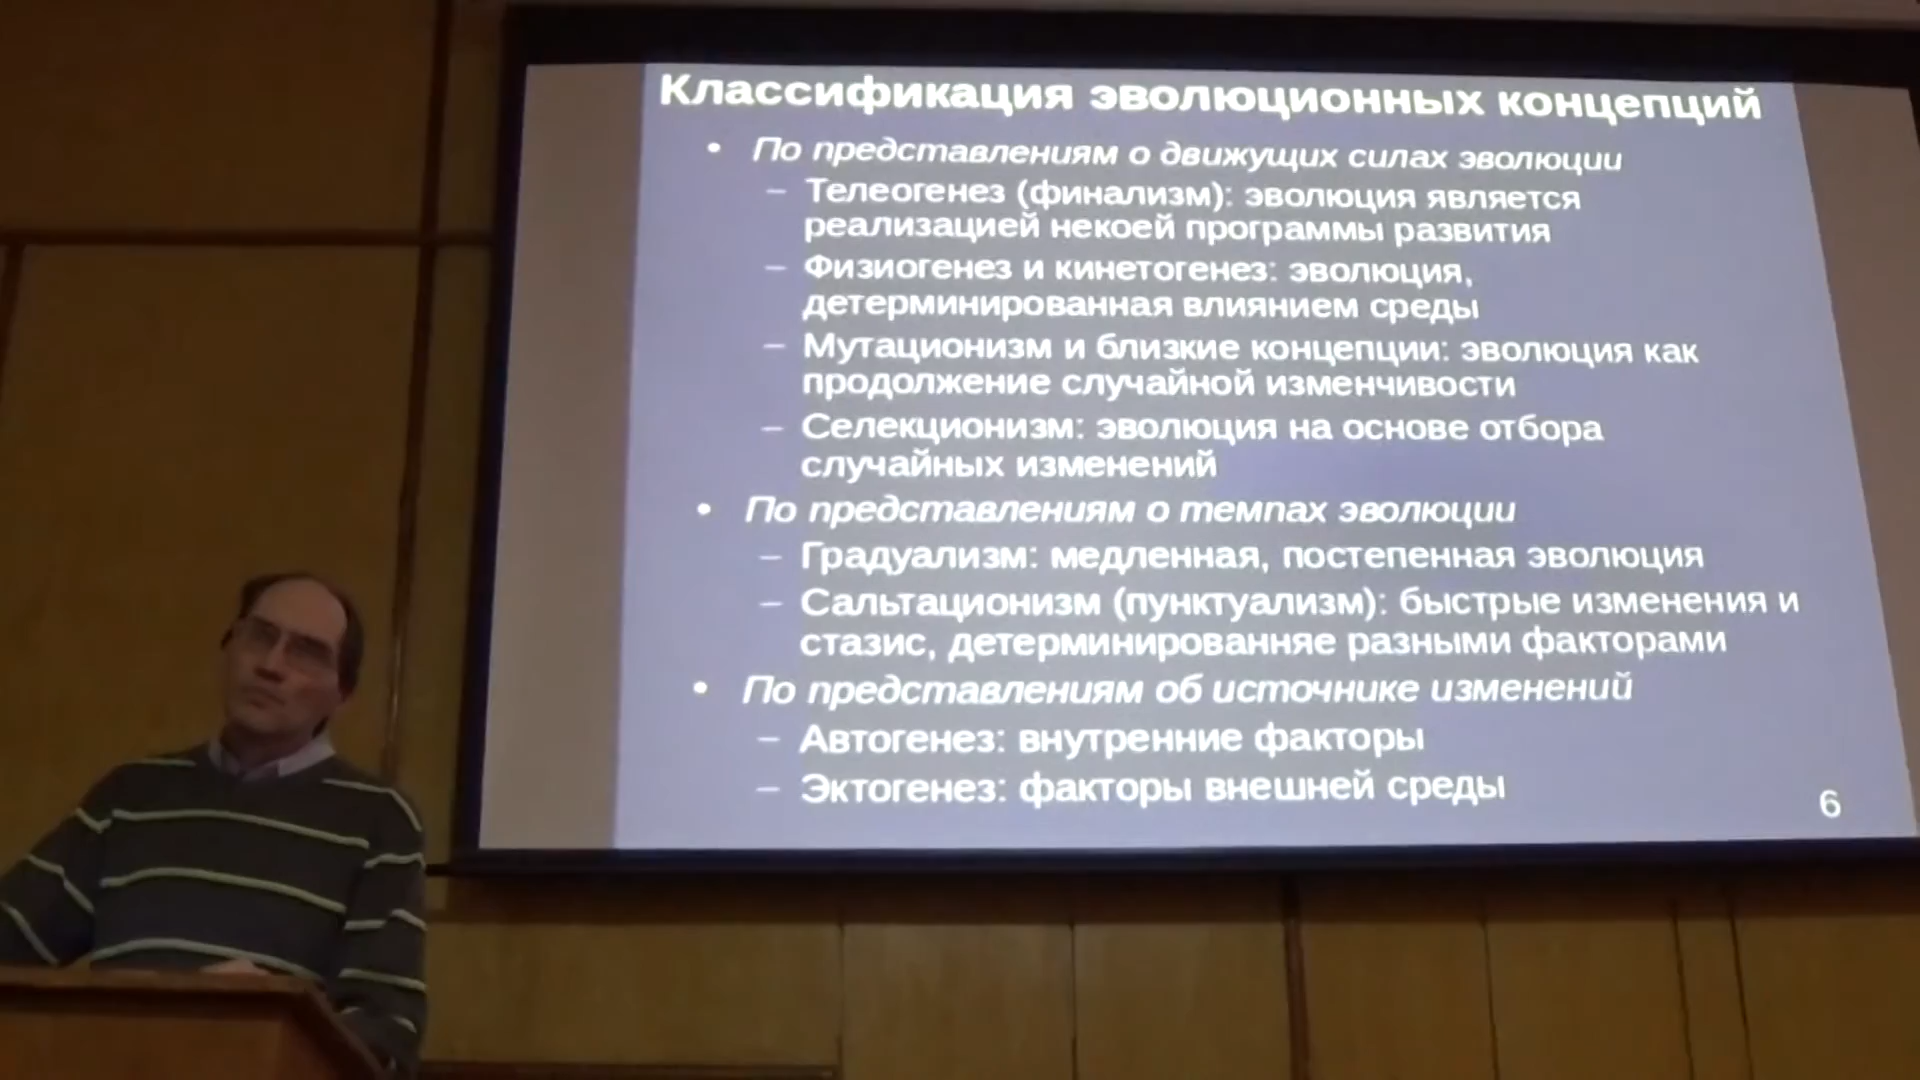 Классификация эволюционных концепций
• По представлениям о движущих силах эволюции
– Телеогенез (финализм): эволюция является
реализацией некоей программы развития
– Физиогенез и кинетогенез: эволюция,
детерминированная влиянием среды
– Мутационизм и близкие концепции: эволюция как
продолжение случайной изменчивости
– Селекционизм: эволюция на основе отбора
случайных изменений
• По представлениям о темпах эволюции
– Градуализм: медленная, постепенная эволюция
– Сальтационизм (пунктуализм): быстрые изменения и
стазис, детерминированняе разными факторами
• По представлениям об источнике изменений
– Автогенез: внутренние факторы
– Эктогенез: факторы внешней среды
6